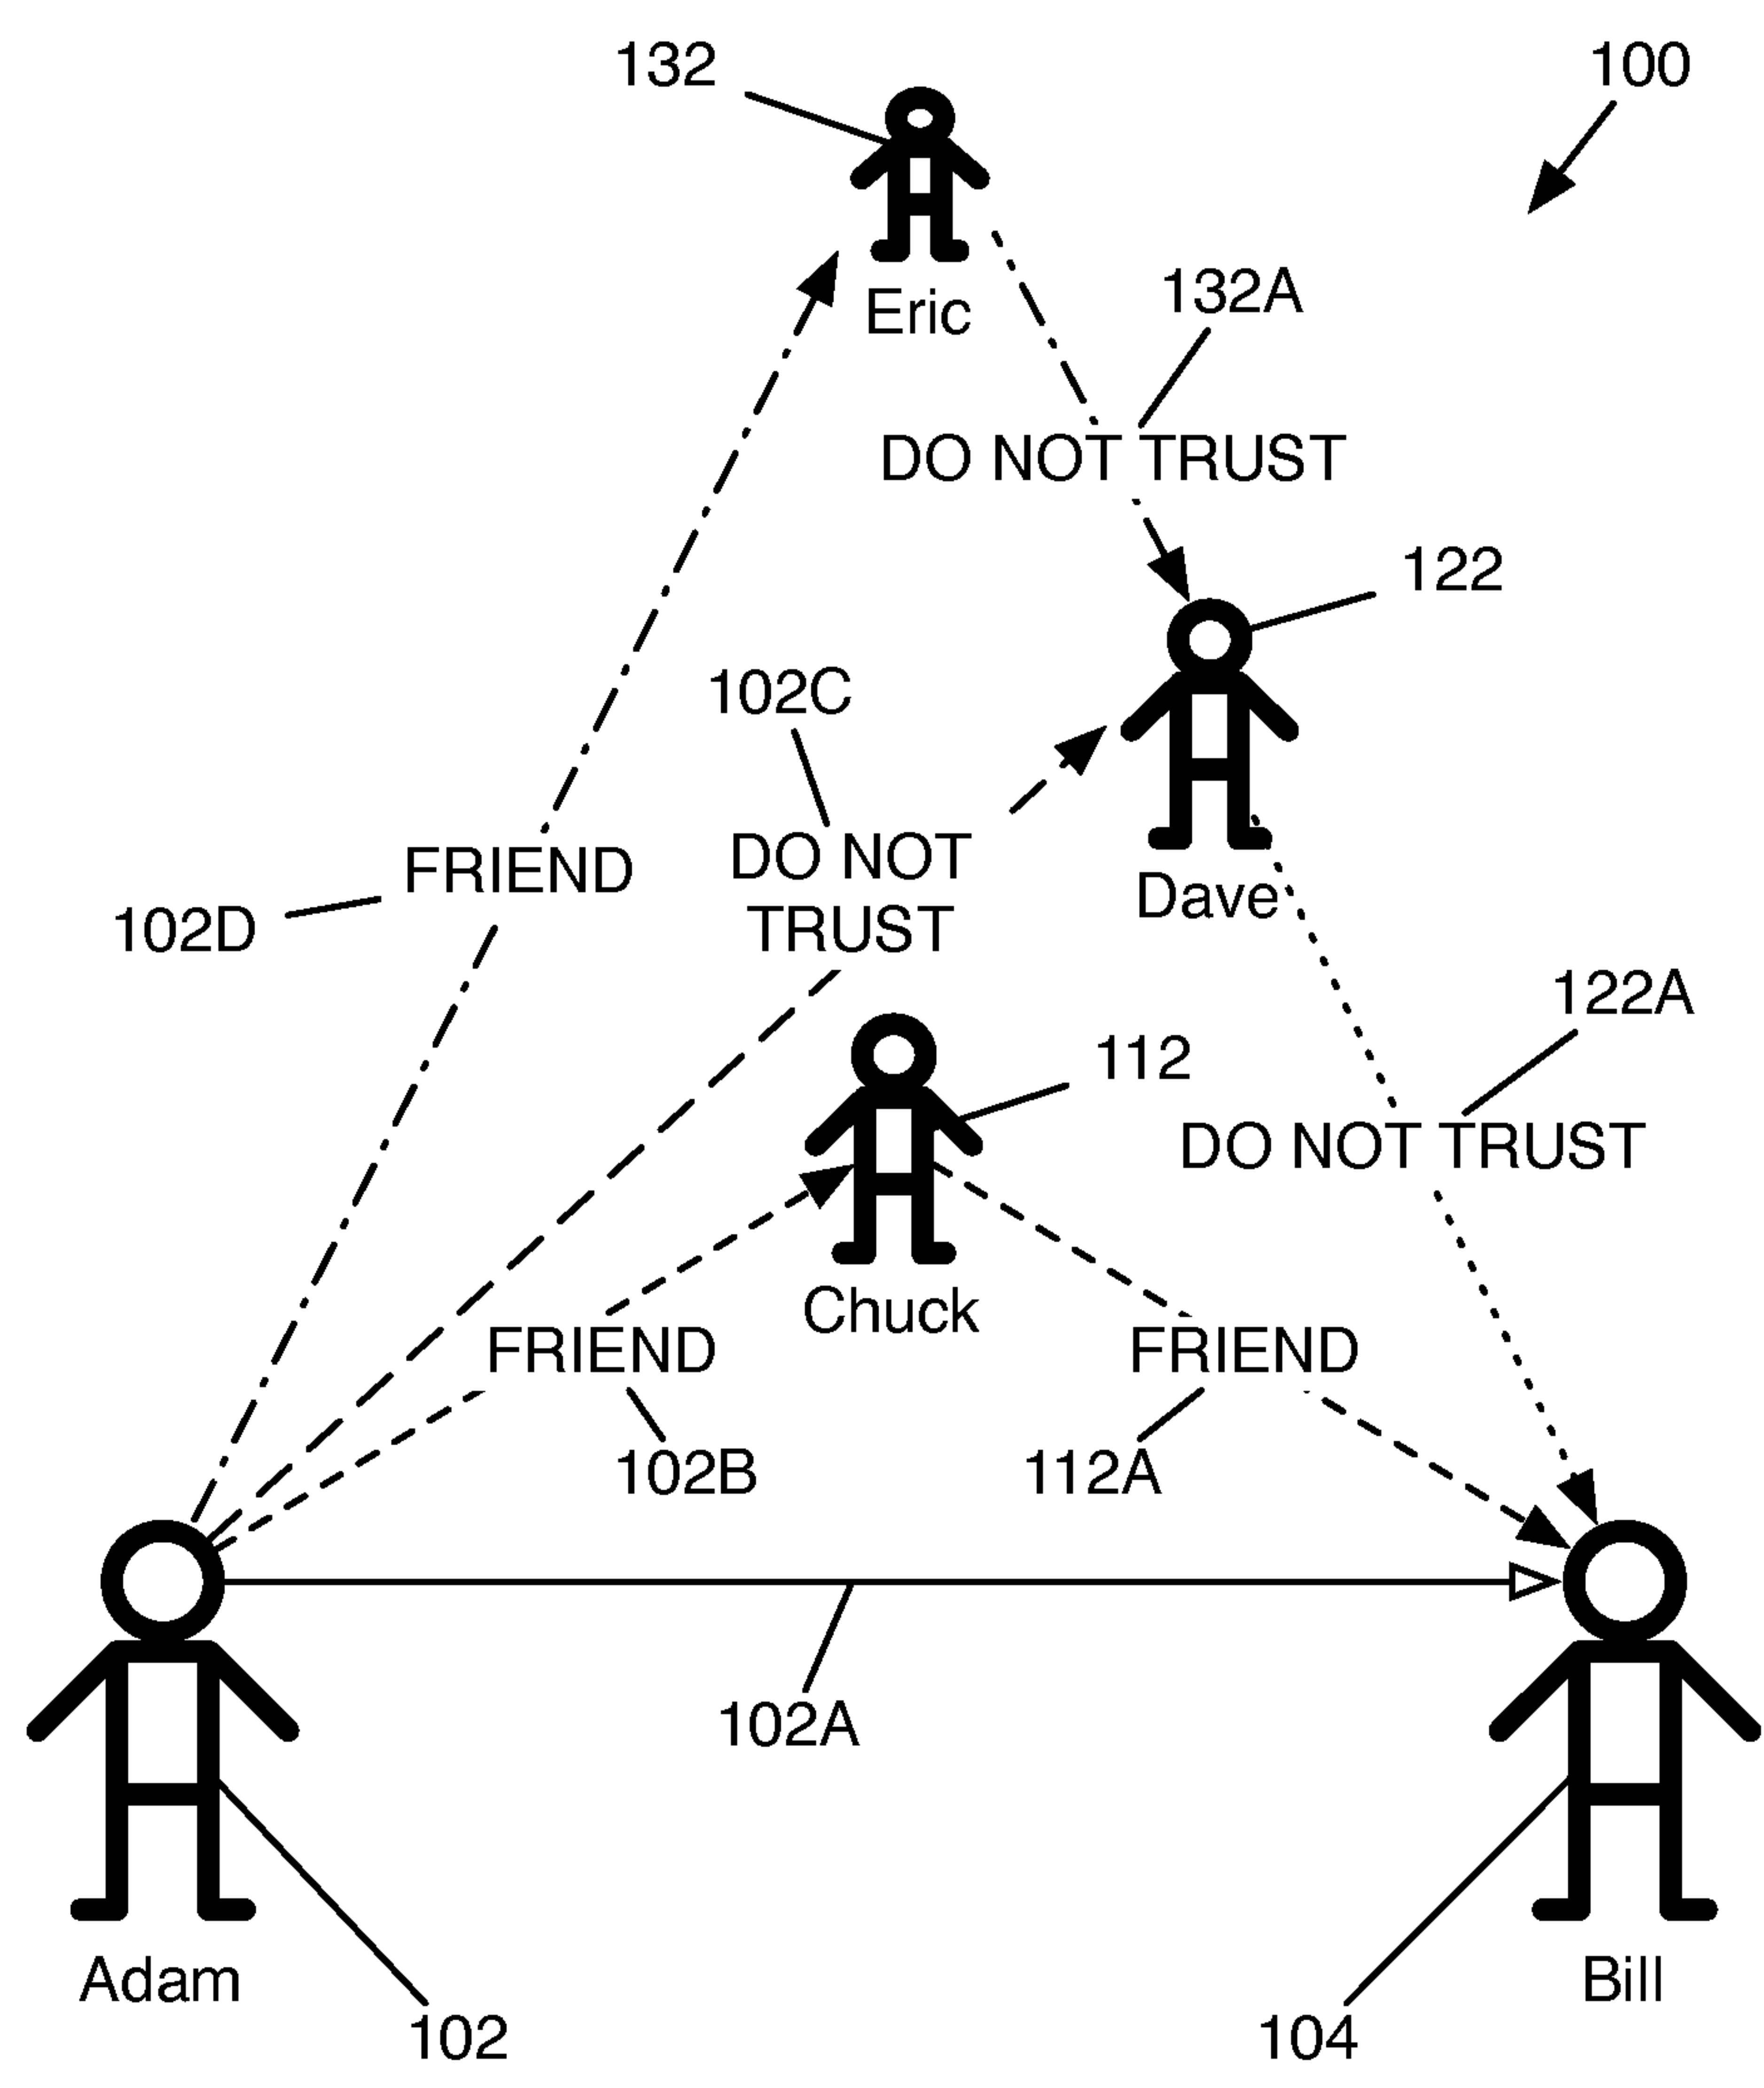 132
100
Eric
132A
DO NOT TRUST
122
102C
DO NOT
TRUST
FRIEND
102D
Dave
122A
112
DO NOT TRUST
Chuck
FRIEND
FRIEND
102B
112A
102A
Adam
Bill
102
104